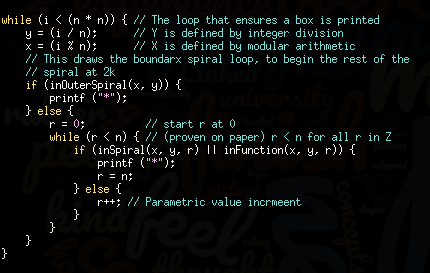 while (i < (n * n)) { // The loop that ensures a box is printed
    y = (i / n);      // Y is defined by integer division
    x = (i % n);      // X is defined by modular arithmetic
    // This draws the boundarx spiral loop, to begin the rest of the
    // spiral at 2k
    if (inOuterSpiral(x, y)) {
        printf ("*");
    } else {
        r = 0;          // start r at 0
        while (r < n) { // (proven on paper) r < n for all r in Z
            if (inSpiral(x, y, r) || inFunction(x, y, r)) {
                printf ("*");
                r = n;
            } else {
                r++; // Parametric value incrmeent
            }
        }
    }
}